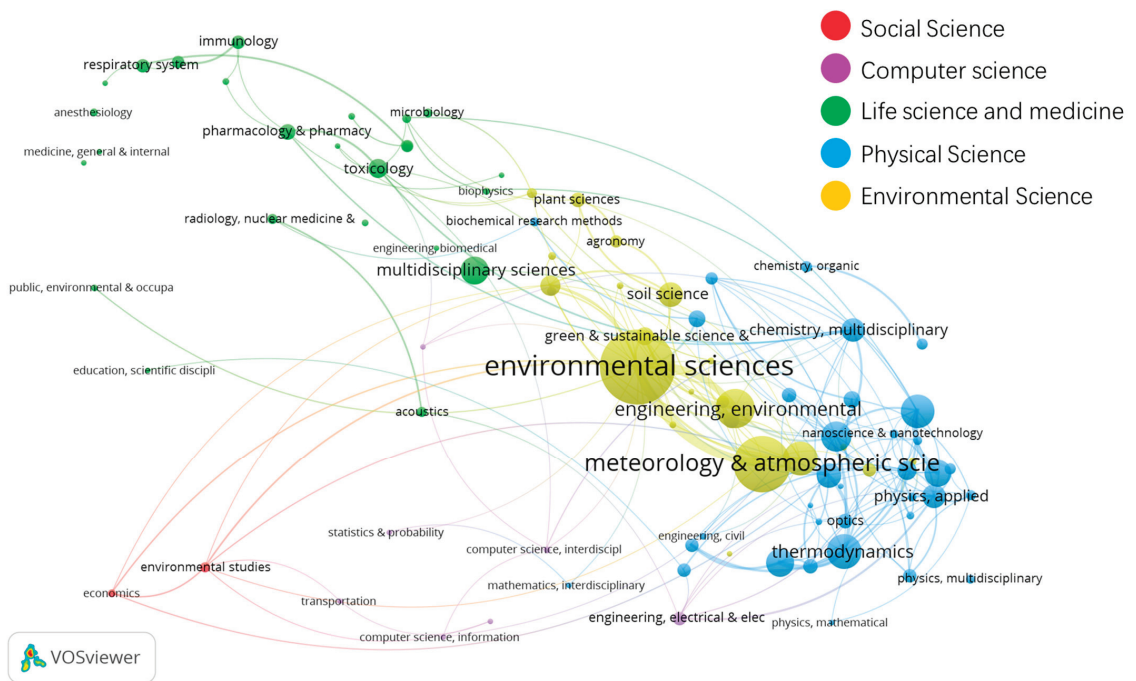 immunology
Social Science
respiratory system
Computer science
anesthesiology
microbiology
Life science and medicine
pharmacology & pharmacy
medicine, general & internal
Physical Science
toxicology
biophysics
plant sciences
Environmental Science
radiology, nuclear medicine &
biochemical research methods
engineering, biomedical
agronomy
multidisciplinary sciences
chemistry, organic
public, environmental & occupa
soil science
green & sustainable science &
chemistry, multidisciplinary
environmental sciences
education, scientific discipli
acoustics
engineering, environmental
nanoscience & nanotechnology
meteorology & atmospheric scie
physics, applied
optics
statistics & probability
engineering, civil
computer science, interdiscipl
thermodynamics
environmental studies
physics, multidisciplinary
mathematics, interdisciplinary
economics
transportation
engineering, electrical & elec
physics, mathematical
computer science, information
VOSviewer